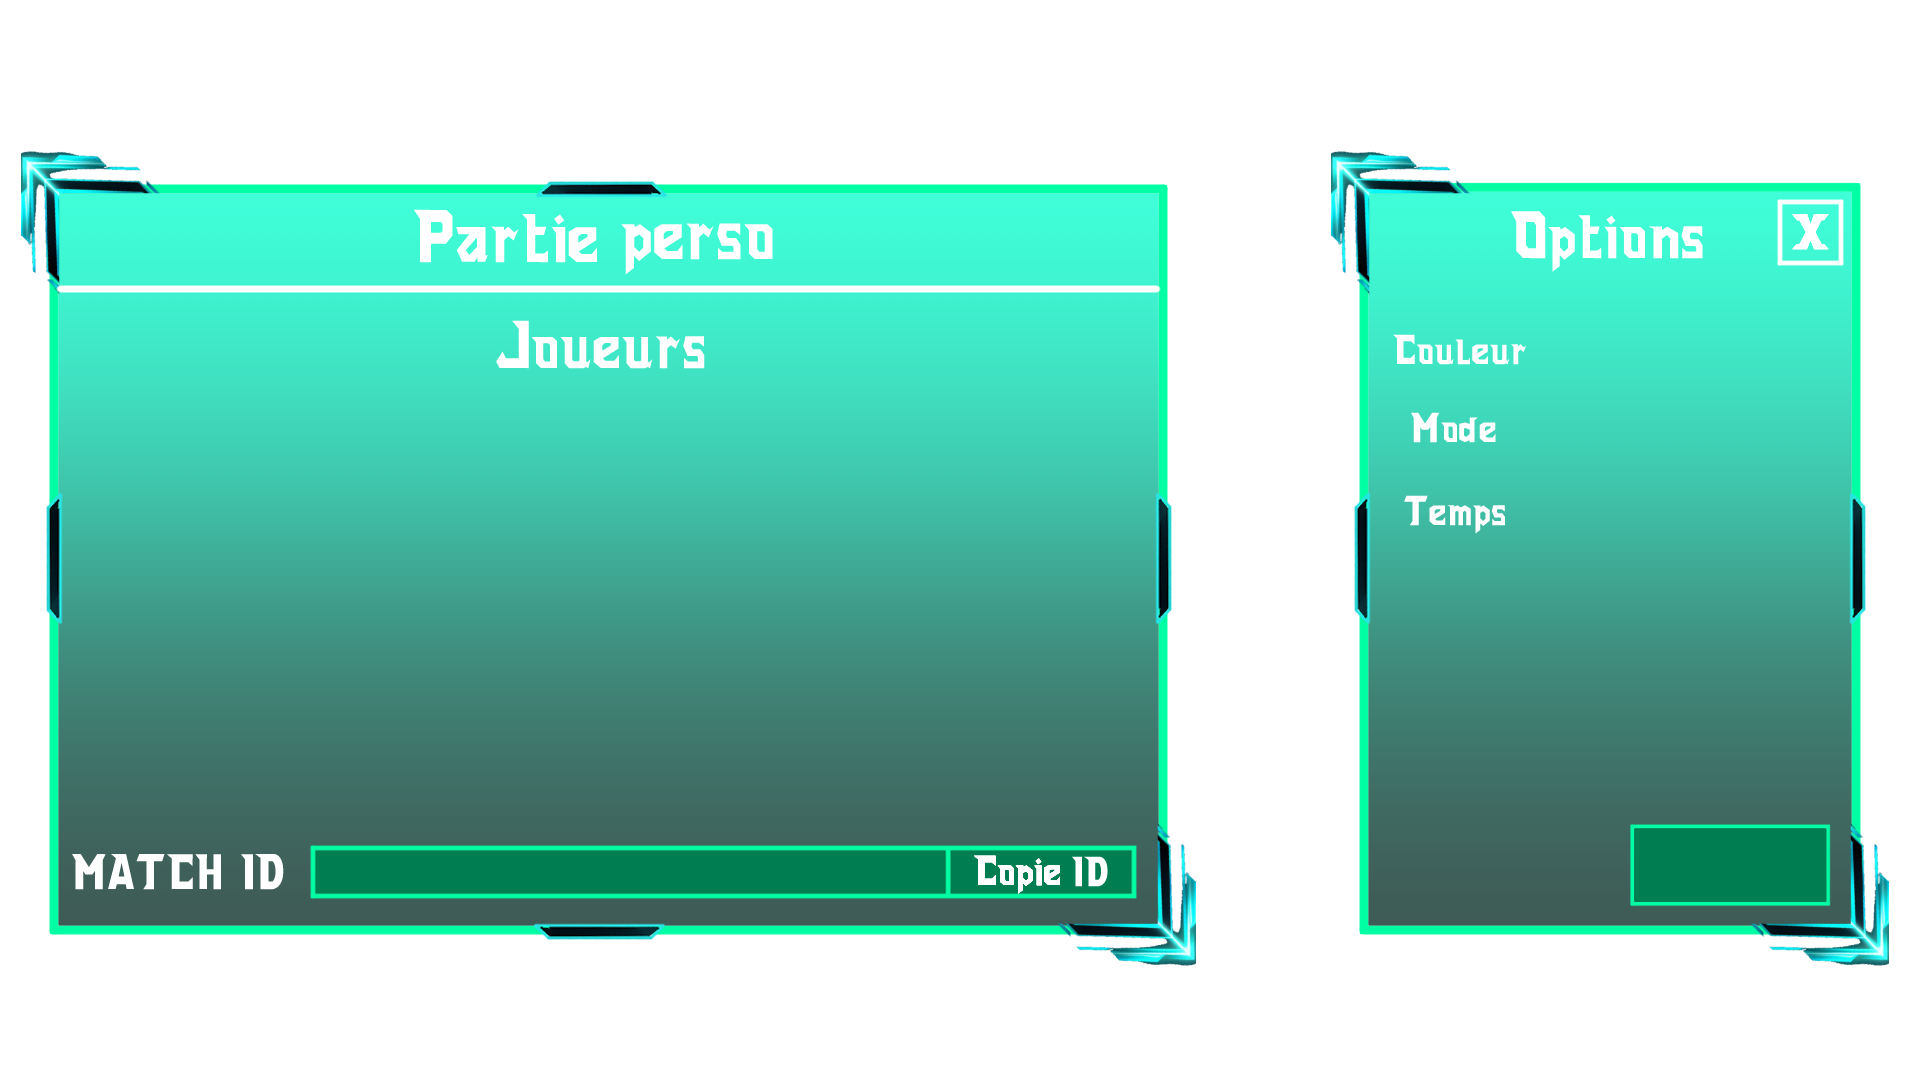 Partie perso
Joueurs
MATCH ID
Copie ID
Options
X
Couleur
Mode
Temps